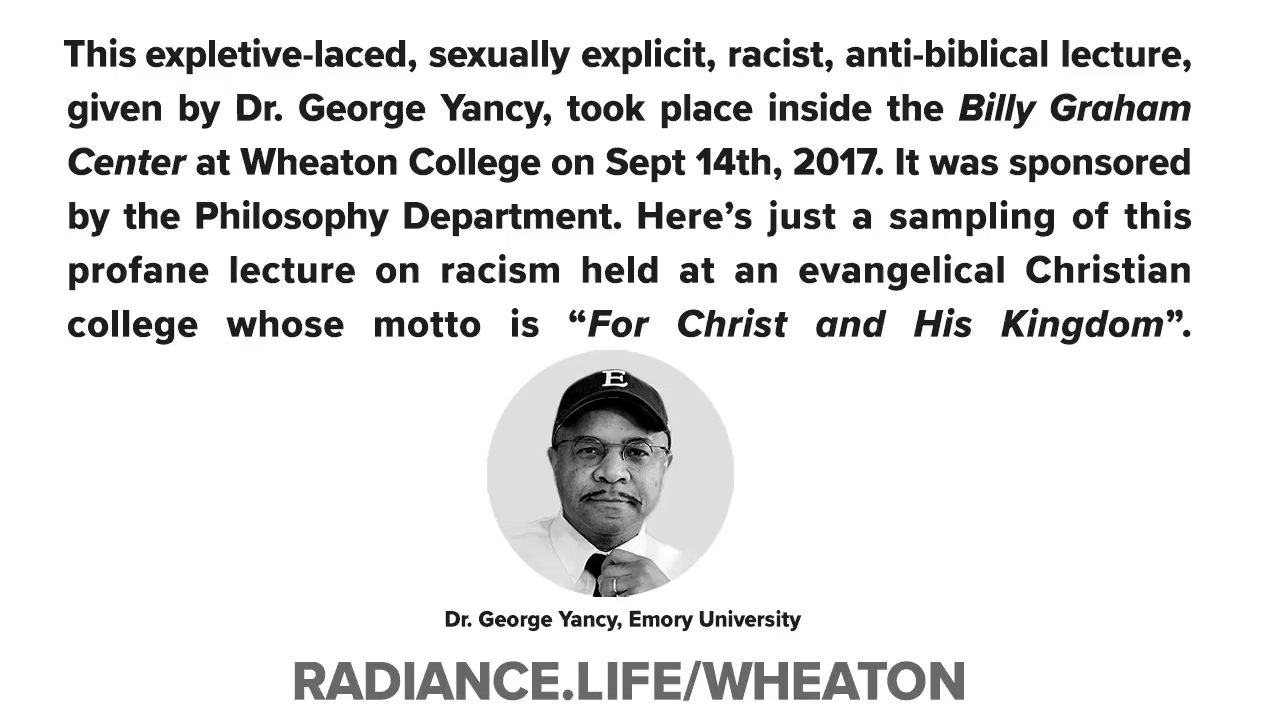 This expletive-laced, sexually explicit, racist, anti-biblical lecture,
given by Dr. George Yancy, took place inside the Billy Graham
Center at Wheaton College on Sept 14th, 2017. It was sponsored
by the Philosophy Department. Here’s just a sampling of this
profane lecture on racism held at an evangelical Christian
college whose motto is “For Christ and His Kingdom”.
E
Dr. George Yancy, Emory University
RADIANCE.LIFE/WHEATON